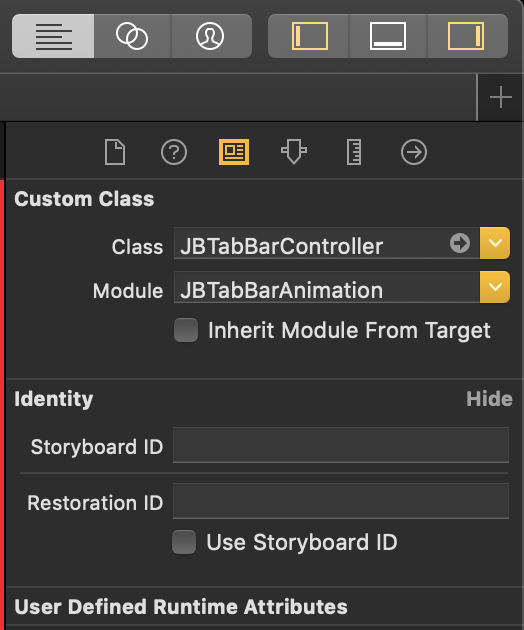 Custom Class
Class JBTabBarController
Module JBTabBarAnimation
Inherit Module From Target
Identity Hide
Storyboard ID
Restoration ID
Use Storyboard ID
User Defined Runtime Attributes